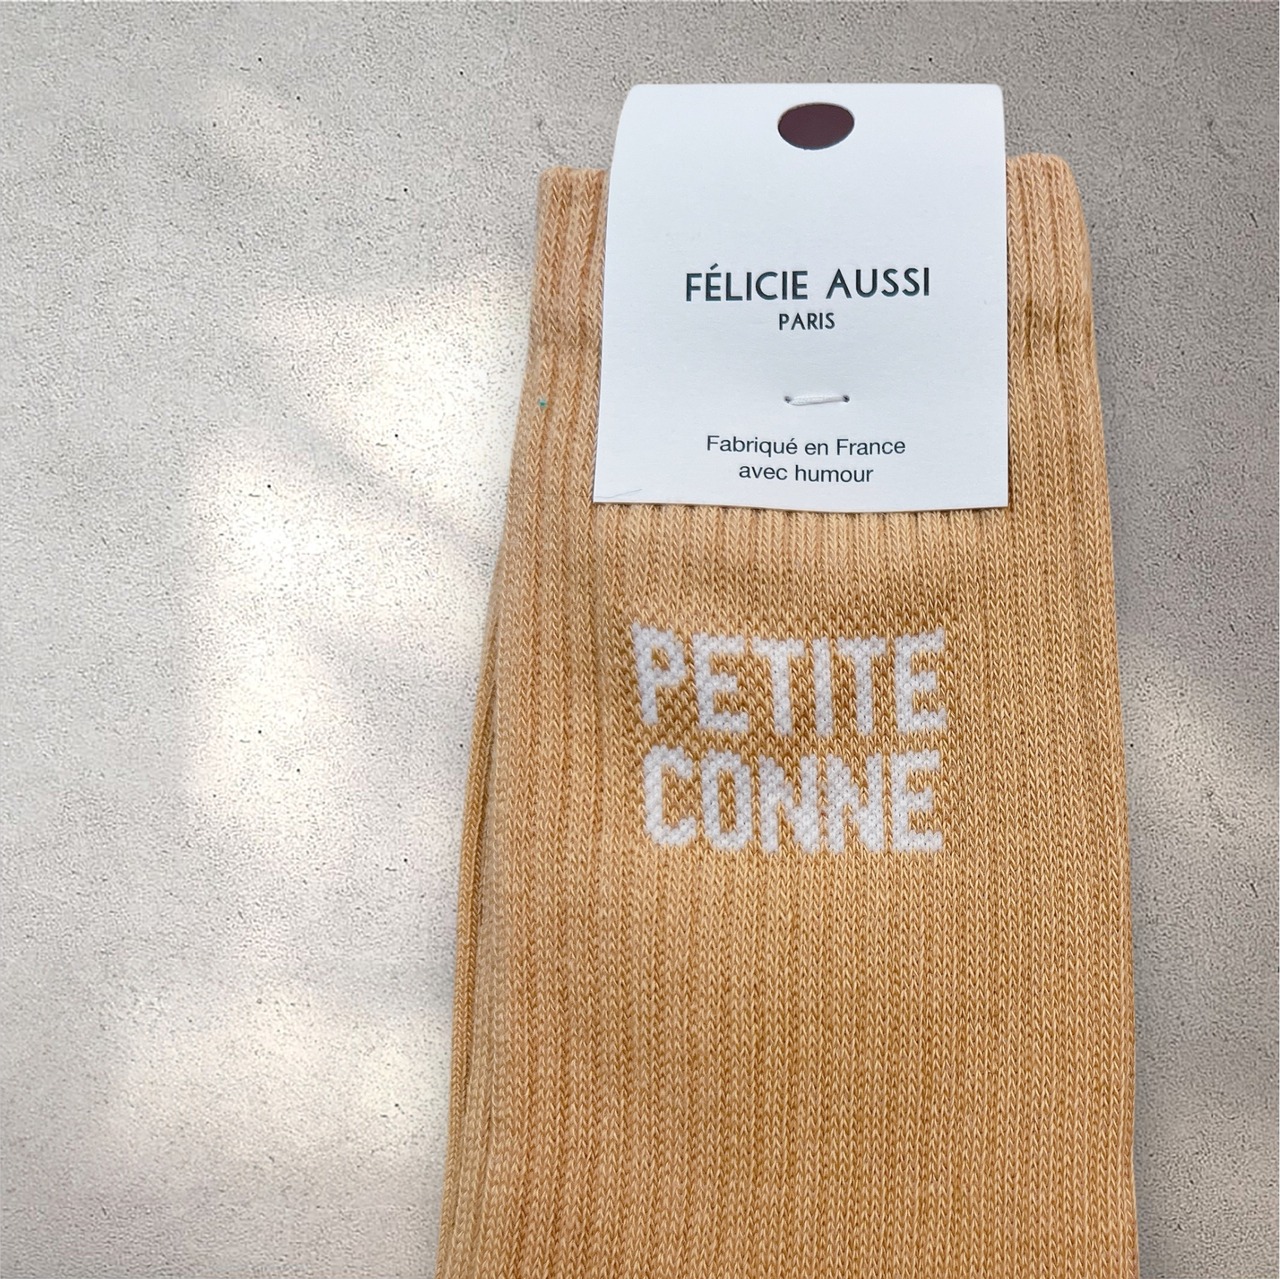 FÉLICIE AUSSI
PARIS
Fabriqué en France
avec humour
PETITE
CONNE